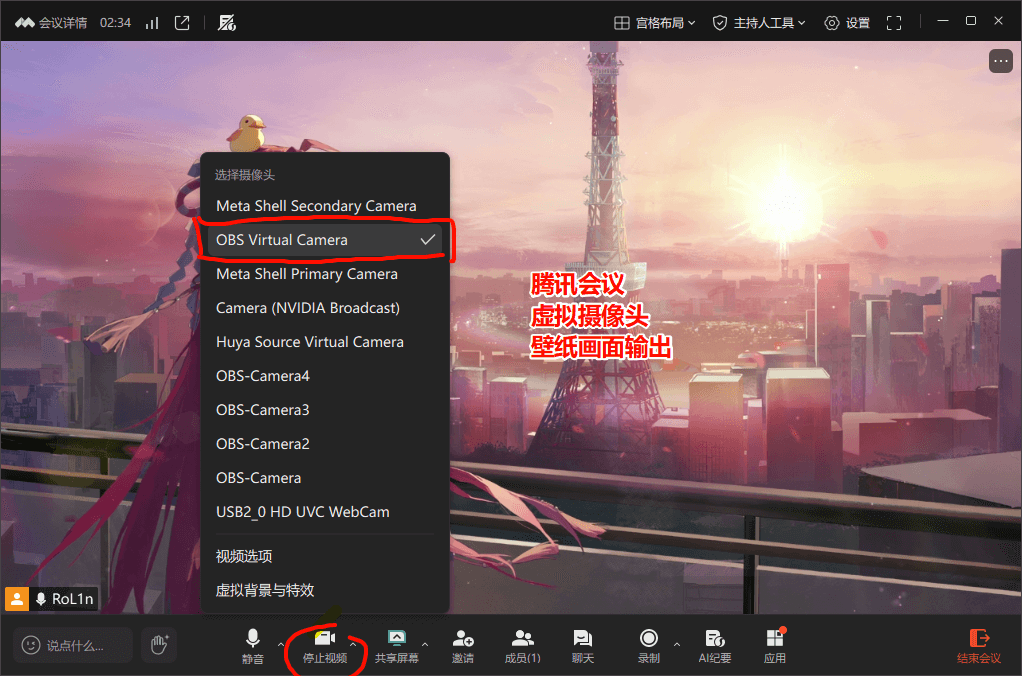 会议详情 02:34
宫格布局 主持人工具 设置
选择摄像头
Meta Shell Secondary Camera
OBS Virtual Camera
Meta Shell Primary Camera
Camera (NVIDIA Broadcast)
Huya Source Virtual Camera
OBS-Camera4
OBS-Camera3
OBS-Camera2
OBS-Camera
USB2_0 HD UVC WebCam
视频选项
虚拟背景与特效
腾讯会议
虚拟摄像头
壁纸画面输出
RoL1n
说点什么...
静音 停止视频 共享屏幕 邀请 成员(1) 聊天 录制 AI纪要 应用 结束会议